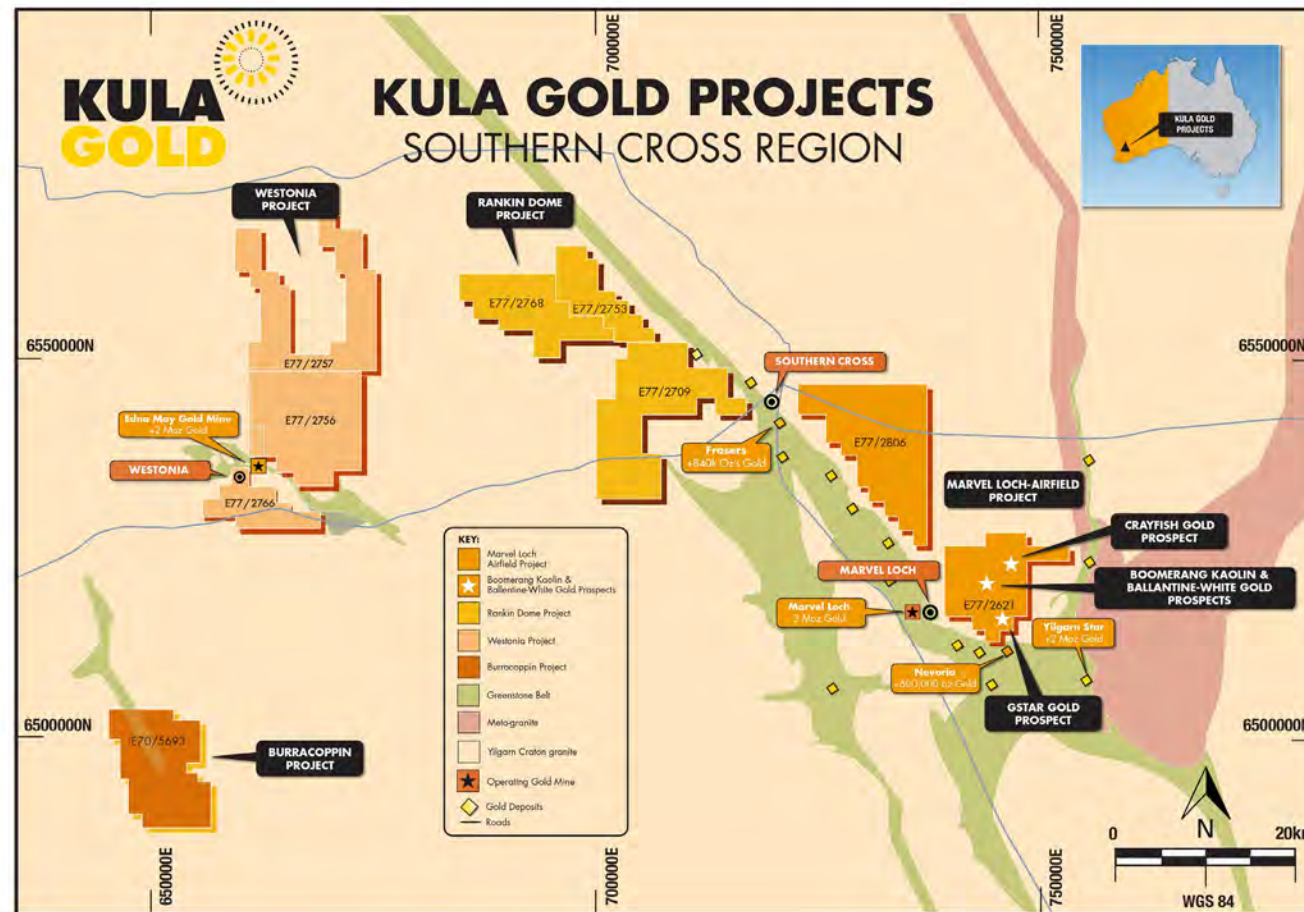 KULA
GOLD
KULA GOLD PROJECTS
SOUTHERN CROSS REGION
700000E
750000E
KULA GOLD
PROJECTS
WESTONIA
PROJECT
RANKIN DOME
PROJECT
E77/2768
E77/2753
6550000N
6550000N
E77/2757
SOUTHERN CROSS
E77/2709
Edna May Gold Mine
+2 Moz Gold
E77/2756
E77/2806
Frasers
+840k Oz's Gold
WESTONIA
MARVEL LOCH-AIRFIELD
PROJECT
E77/2766
CRAYFISH GOLD
PROSPECT
KEY:
Marvel Loch
Airfield Project
Boomerang Kaolin &
Ballentine-White Gold Prospects
Rankin Dome Project
Westonia Project
Burracoppin Project
Greenstone Belt
Meta-granite
Yilgarn Craton granite
Operating Gold Mine
Gold Deposits
Roads
MARVEL LOCH
BOOMERANG KAOLIN &
BALLANTINE-WHITE GOLD
PROSPECTS
E77/2621
Marvel Loch
3 Moz Gold
Yilgarn Star
+2 Moz Gold
Nevoria
+800,000 oz Gold
GSTAR GOLD
PROSPECT
6500000N
6500000N
E70/5693
BURRACOPPIN
PROJECT
N
0
20km
650000E
700000E
750000E
WGS 84